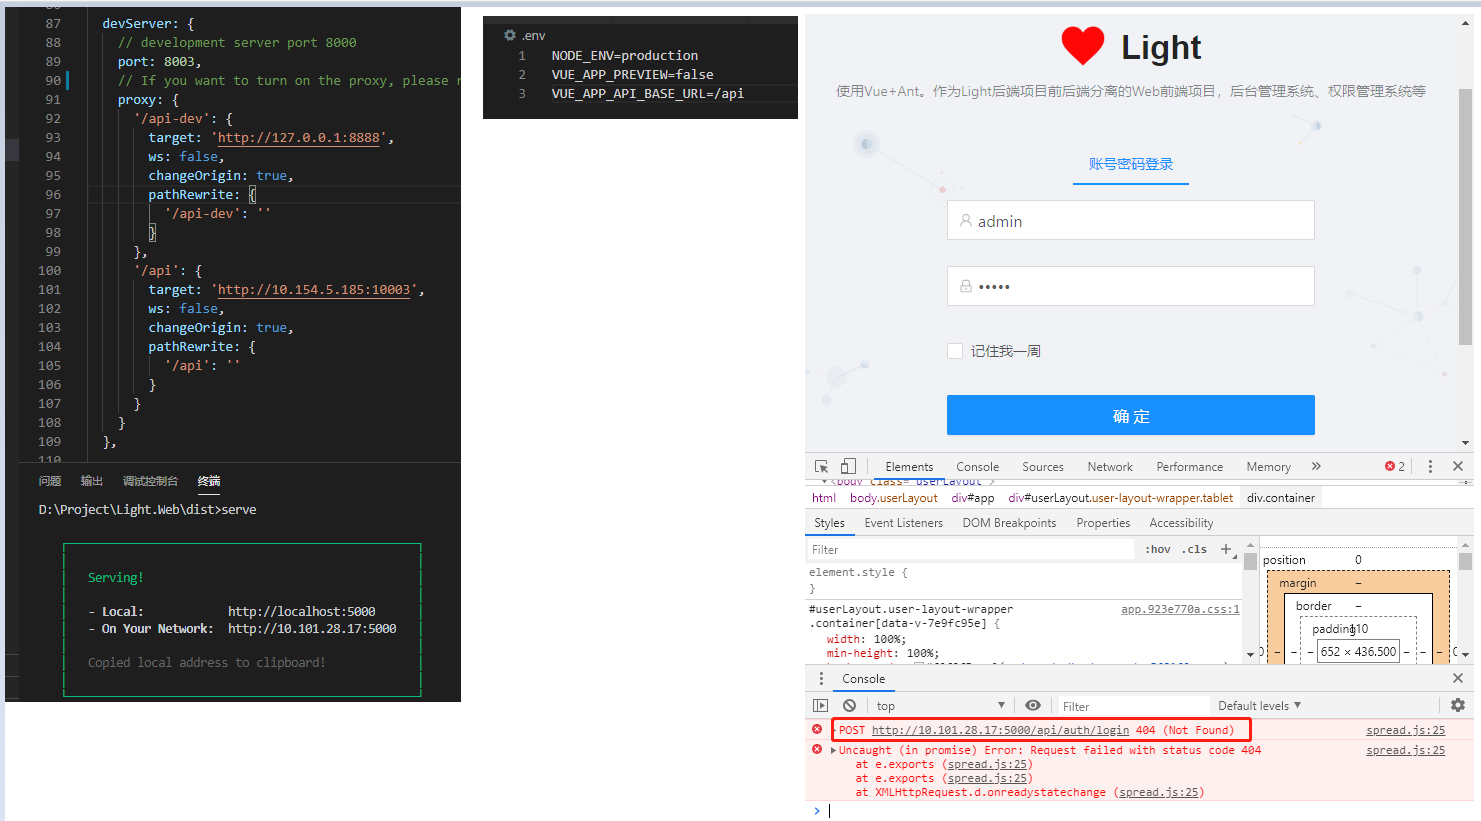 87 devServer: {
88 // development server port 8000
89 port: 8003,
90 // If you want to turn on the proxy, please
91 proxy: {
92 '/api-dev': {
93 target: 'http://127.0.0.1:8888',
94 ws: false,
95 changeOrigin: true,
96 pathRewrite: {
97 '/api-dev': ''
98 }
99 },
100 '/api': {
101 target: 'http://10.154.5.185:10003',
102 ws: false,
103 changeOrigin: true,
104 pathRewrite: {
105 '/api': ''
106 }
107 }
108 }
109 },
110
问题 输出 调试控制台 终端
D:\Project\Light.Web\dist>serve
Serving!
- Local: http://localhost:5000
- On Your Network: http://10.101.28.17:5000
Copied local address to clipboard!
.env
1 NODE_ENV=production
2 VUE_APP_PREVIEW=false
3 VUE_APP_API_BASE_URL=/api
Light
使用Vue+Ant。作为Light后端项目前后端分离的Web前端项目，后台管理系统、权限管理系统等
账号密码登录
admin
•••••
记住我一周
确 定
Elements Console Sources Network Performance Memory » 2
<body class="userLayout">
html body.userLayout div#app div#userLayout.user-layout-wrapper.tablet div.container
Styles Event Listeners DOM Breakpoints Properties Accessibility
Filter :hov .cls +
element.style {
}
#userLayout.user-layout-wrapper app.923e770a.css:1
.container[data-v-7e9fc95e] {
width: 100%;
min-height: 100%;
position 0
margin –
border –
padding 110
– – 652 × 436.500 – –
Console
top Filter Default levels ▼
POST http://10.101.28.17:5000/api/auth/login 404 (Not Found) spread.js:25
Uncaught (in promise) Error: Request failed with status code 404 spread.js:25
at e.exports (spread.js:25)
at e.exports (spread.js:25)
at XMLHttpRequest.d.onreadystatechange (spread.js:25)
>